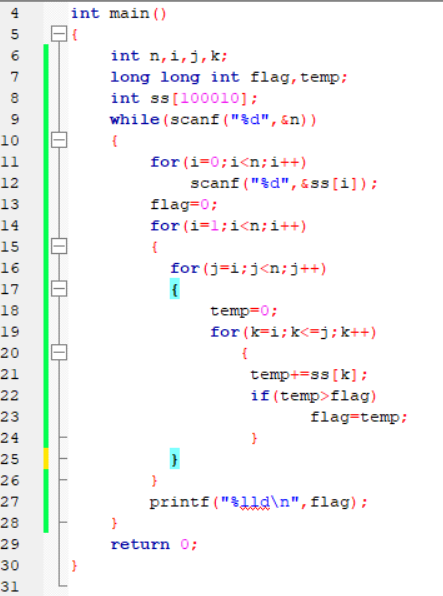 4 int main()
5 {
6 int n,i,j,k;
7 long long int flag,temp;
8 int ss[100010];
9 while(scanf("%d",&n))
10 {
11 for(i=0;i<n;i++)
12 scanf("%d",&ss[i]);
13 flag=0;
14 for(i=1;i<n;i++)
15 {
16 for(j=i;j<n;j++)
17 {
18 temp=0;
19 for(k=i;k<=j;k++)
20 {
21 temp+=ss[k];
22 if(temp>flag)
23 flag=temp;
24 }
25 }
26 }
27 printf("%lld\n",flag);
28 }
29 return 0;
30 }
31